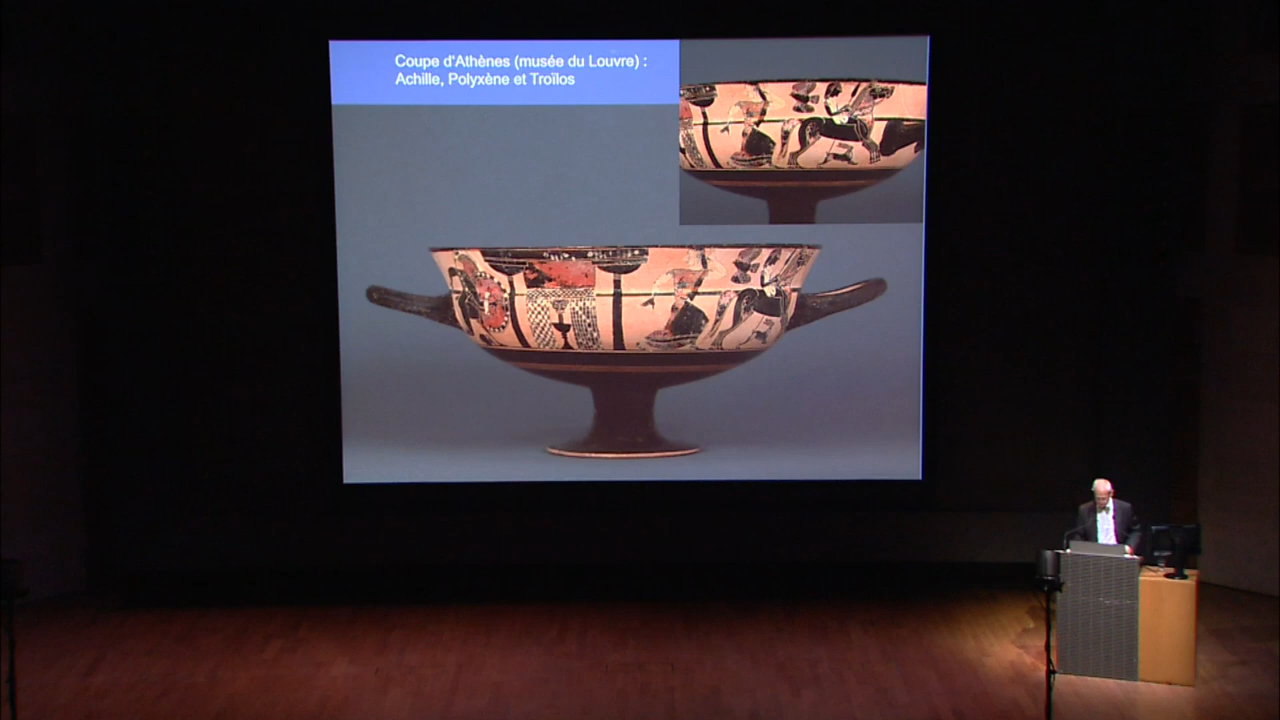 Coupe d'Athènes (musée du Louvre) :
Achille, Polyxène et Troïlos